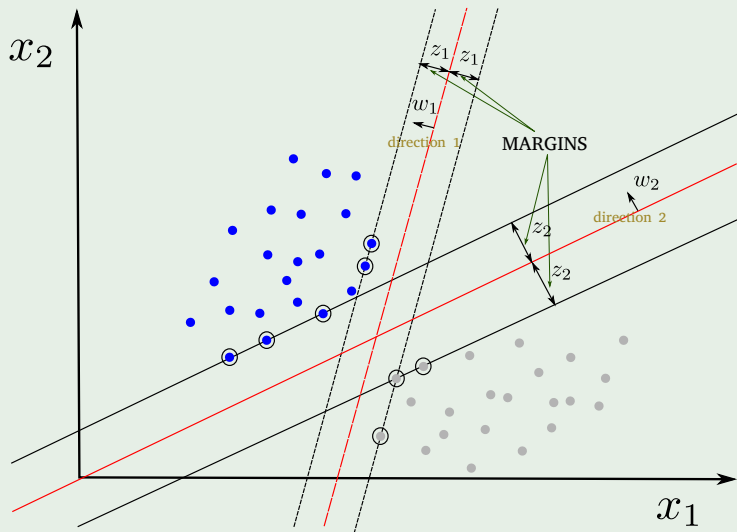 x₂
z₁ z₁
w₁
direction 1
MARGINS
w₂
direction 2
z₂
z₂
x₁